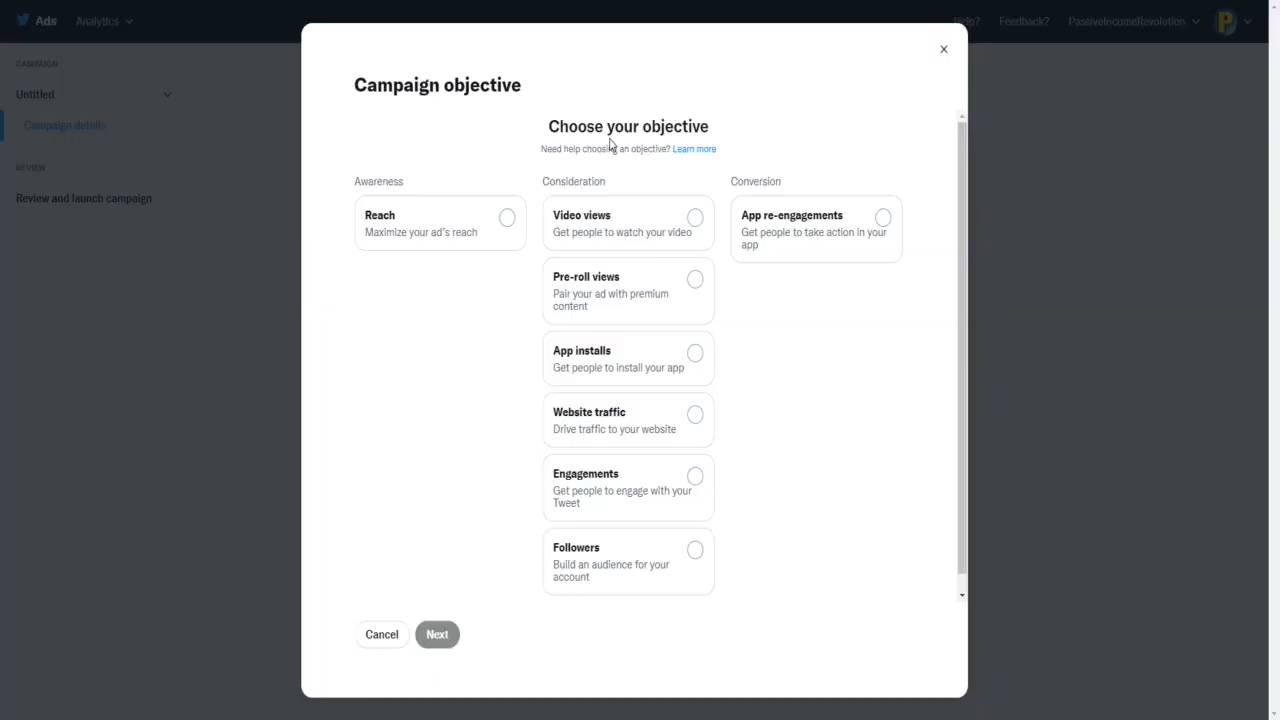 Ads
Analytics
Help?
Feedback?
PassiveIncomeRevolution
P
CAMPAIGN
Untitled
Campaign details
REVIEW
Review and launch campaign
Campaign objective
Choose your objective
Need help choosing an objective? Learn more
Awareness
Reach
Maximize your ad's reach
Consideration
Video views
Get people to watch your video
Pre-roll views
Pair your ad with premium
content
App installs
Get people to install your app
Website traffic
Drive traffic to your website
Engagements
Get people to engage with your
Tweet
Followers
Build an audience for your
account
Conversion
App re-engagements
Get people to take action in your
app
Cancel
Next